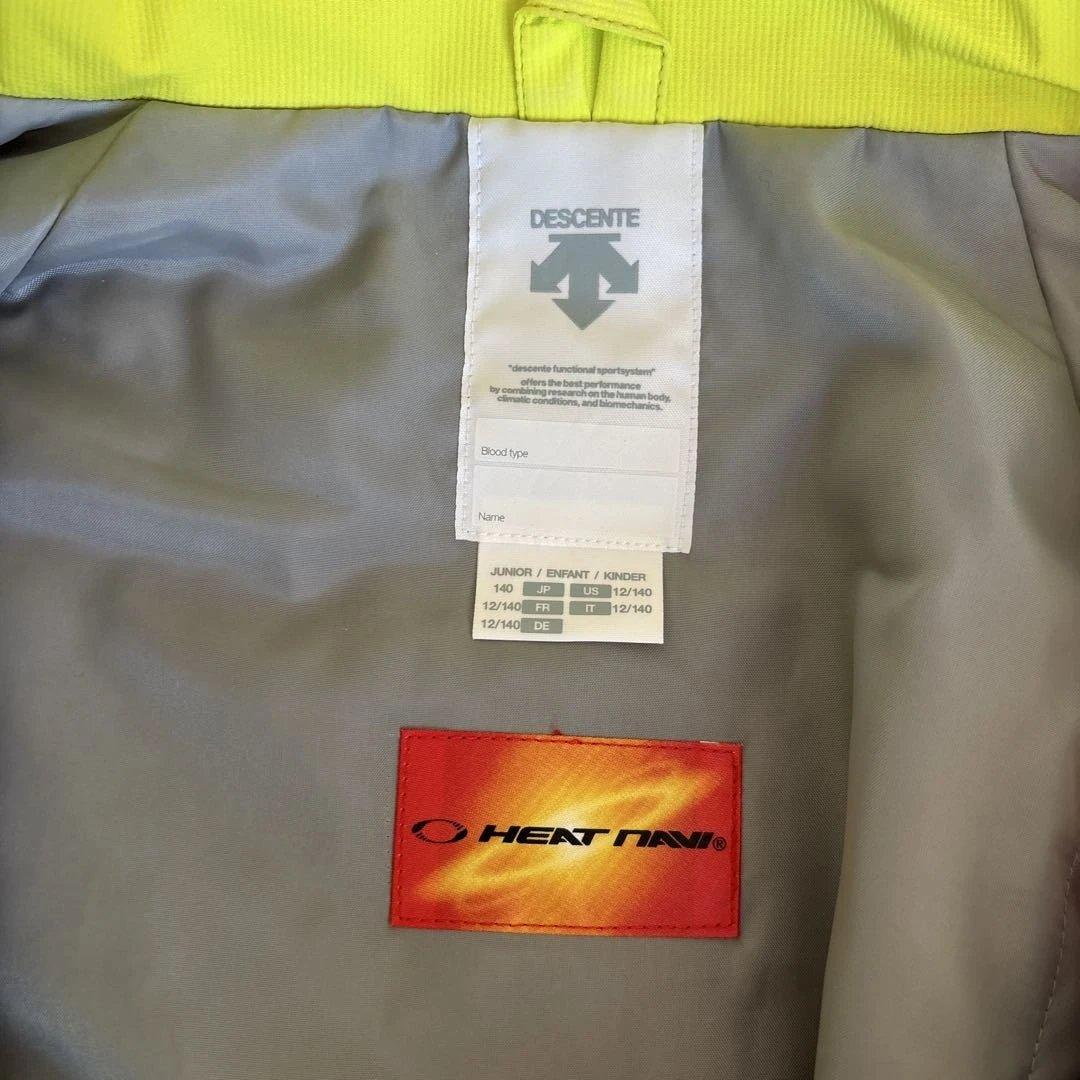 DESCENTE
"descente functional sportsystem"
offers the best performance
by combining research on the human body,
climatic conditions, and biomechanics.
Blood type
Name
JUNIOR / ENFANT / KINDER
140 JP US 12/140
12/140 FR IT 12/140
12/140 DE
HEAT NAVI®